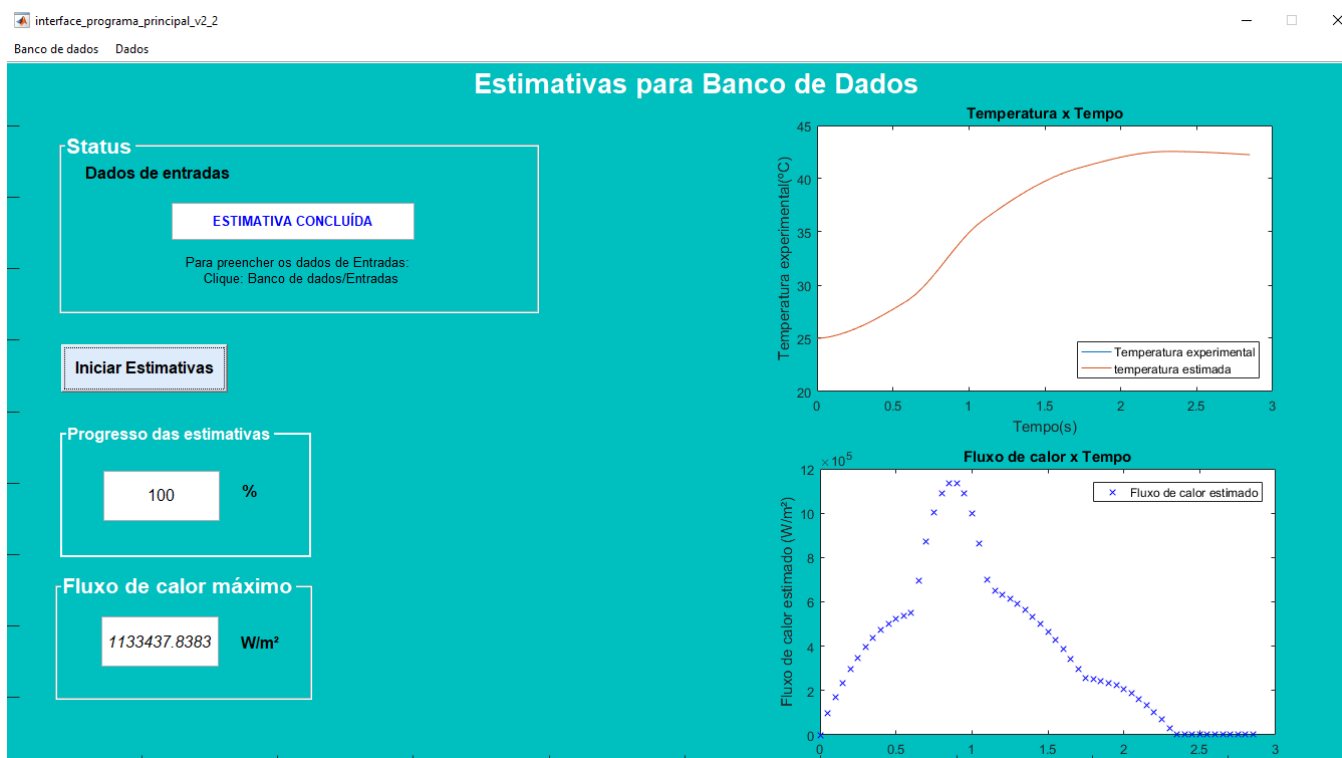 interface_programa_principal_v2_2
Banco de dados Dados
Estimativas para Banco de Dados
Status
Dados de entradas
ESTIMATIVA CONCLUÍDA
Para preencher os dados de Entradas:
Clique: Banco de dados/Entradas
Iniciar Estimativas
Progresso das estimativas
100 %
Fluxo de calor máximo
1133437.8383 W/m²
Temperatura x Tempo
Temperatura experimental(ºC)
45
40
35
30
25
20
Temperatura experimental
temperatura estimada
0 0.5 1 1.5 2 2.5 3
Tempo(s)
Fluxo de calor x Tempo
×10⁵
Fluxo de calor estimado (W/m²)
12
10
8
6
4
2
0
Fluxo de calor estimado
0 0.5 1 1.5 2 2.5 3